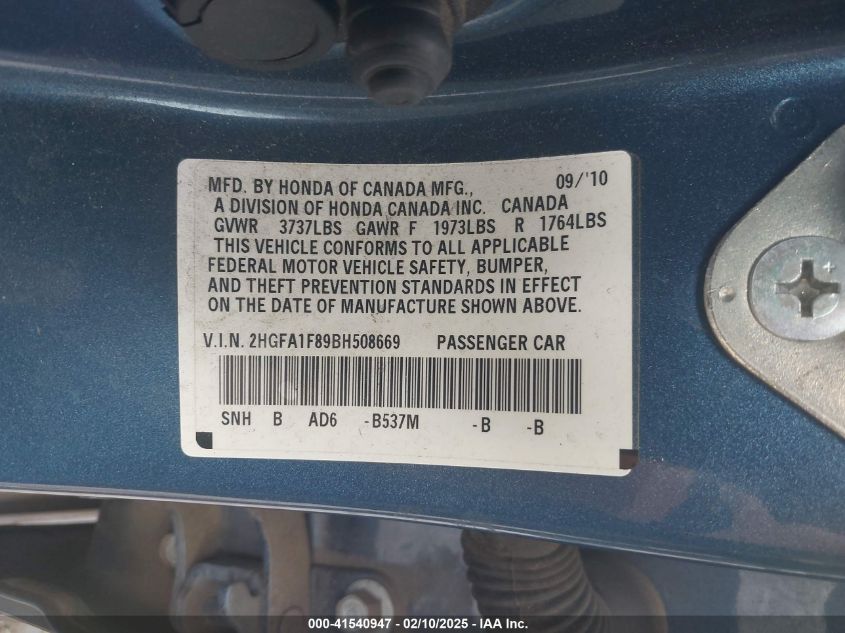 MFD. BY HONDA OF CANADA MFG., 09/'10
A DIVISION OF HONDA CANADA INC. CANADA
GVWR 3737LBS GAWR F 1973LBS R 1764LBS
THIS VEHICLE CONFORMS TO ALL APPLICABLE
FEDERAL MOTOR VEHICLE SAFETY, BUMPER,
AND THEFT PREVENTION STANDARDS IN EFFECT
ON THE DATE OF MANUFACTURE SHOWN ABOVE.
V.I.N. 2HGFA1F89BH508669 PASSENGER CAR
SNH B AD6 -B537M -B -B
000-41540947 - 02/10/2025 - IAA Inc.